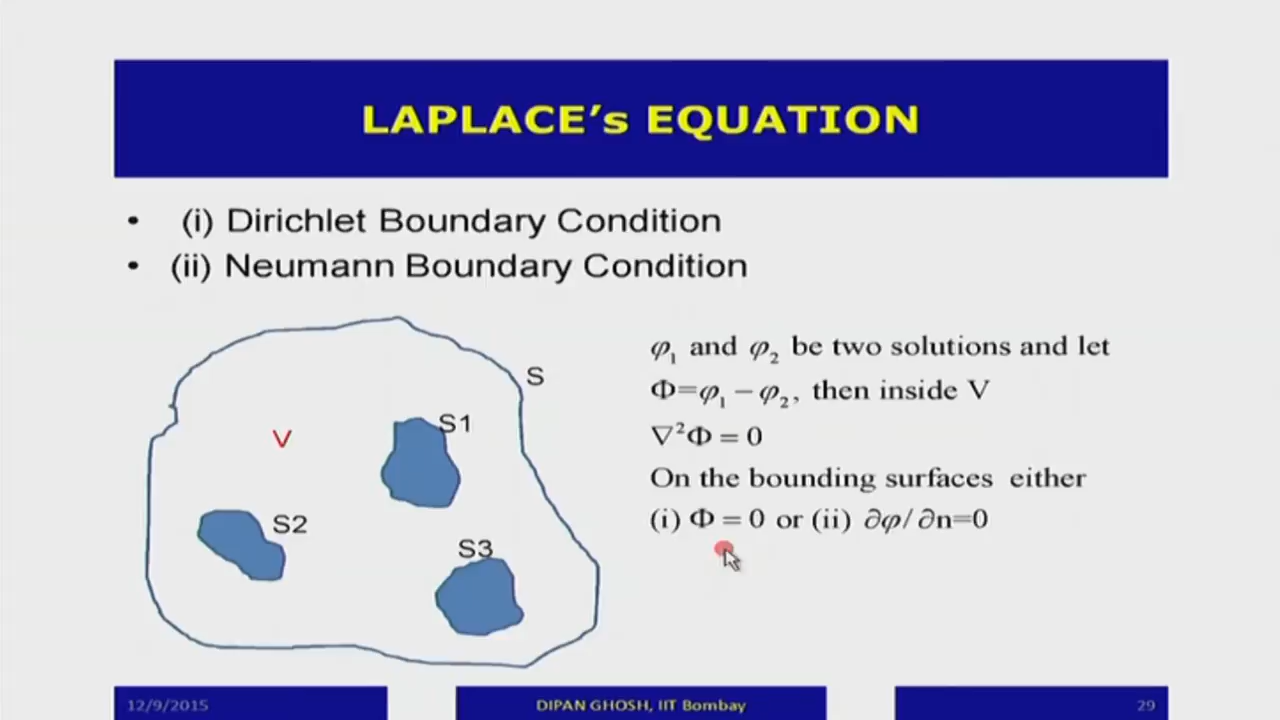 LAPLACE’s EQUATION
• (i) Dirichlet Boundary Condition
• (ii) Neumann Boundary Condition
S
S1
V
S2
S3
φ₁ and φ₂ be two solutions and let
Φ=φ₁ − φ₂, then inside V
∇²Φ = 0
On the bounding surfaces either
(i) Φ = 0 or (ii) ∂φ/∂n=0
12/9/2015
DIPAN GHOSH, IIT Bombay
29